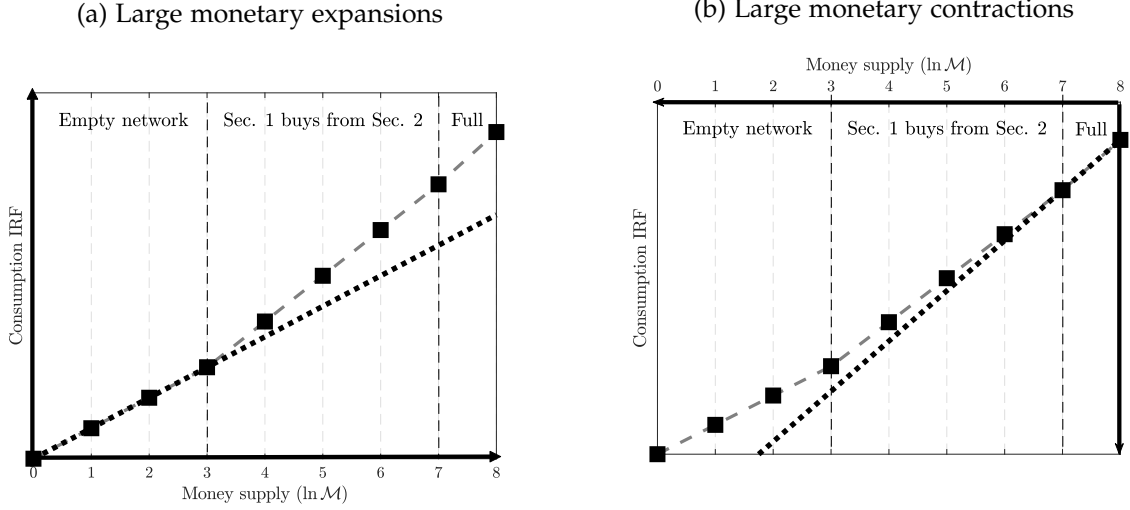 (a) Large monetary expansions
Empty network
Sec. 1 buys from Sec. 2
Full
Consumption IRF
0 1 2 3 4 5 6 7 8
Money supply (ln ℳ)
(b) Large monetary contractions
Money supply (ln ℳ)
0 1 2 3 4 5 6 7 8
Empty network
Sec. 1 buys from Sec. 2
Full
Consumption IRF